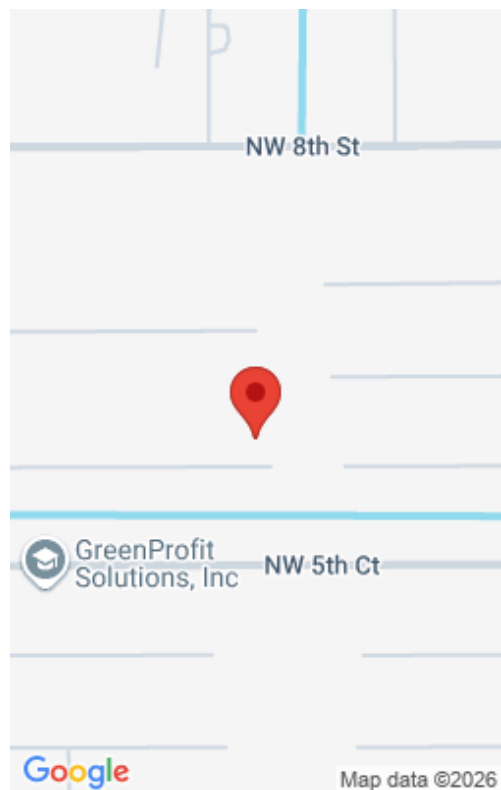 NW 8th St
GreenProfit
Solutions, Inc
NW 5th Ct
Google
Map data ©2026